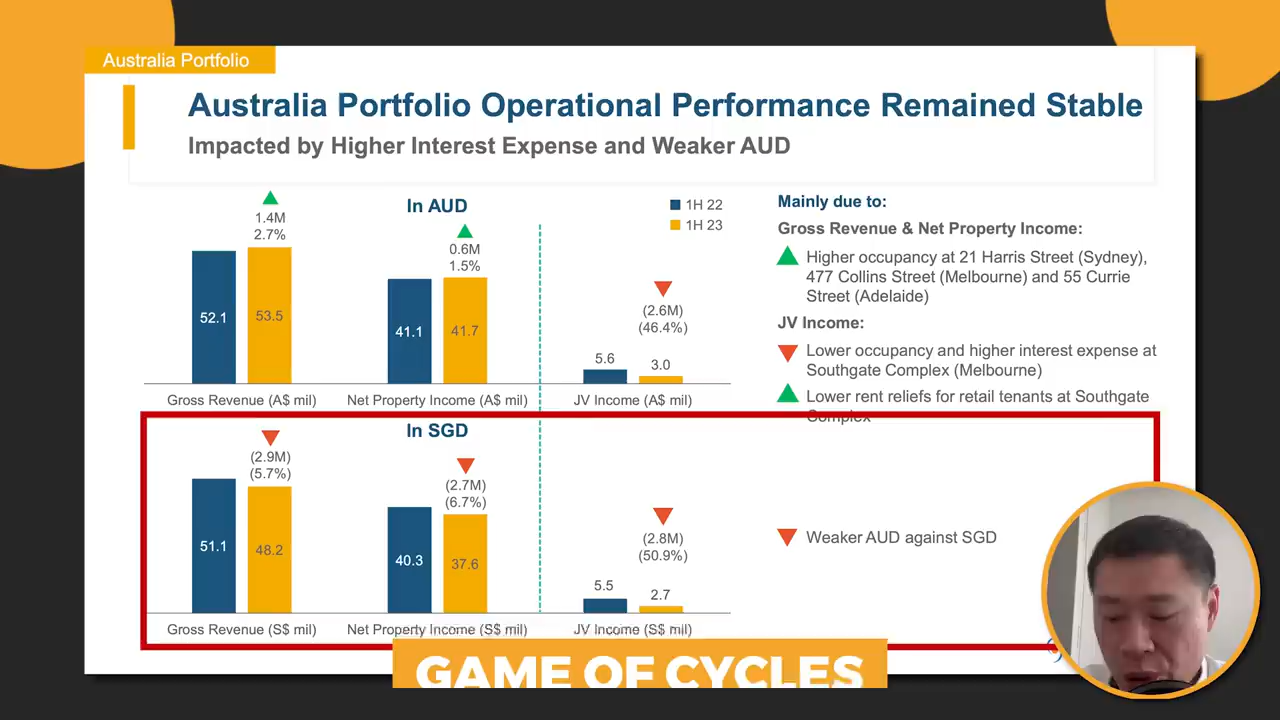 Australia Portfolio
Australia Portfolio Operational Performance Remained Stable
Impacted by Higher Interest Expense and Weaker AUD
In AUD
1H 22
1H 23
1.4M
2.7%
52.1
53.5
Gross Revenue (A$ mil)
0.6M
1.5%
41.1
41.7
Net Property Income (A$ mil)
(2.6M)
(46.4%)
5.6
3.0
JV Income (A$ mil)
Mainly due to:
Gross Revenue & Net Property Income:
Higher occupancy at 21 Harris Street (Sydney),
477 Collins Street (Melbourne) and 55 Currie
Street (Adelaide)
JV Income:
Lower occupancy and higher interest expense at
Southgate Complex (Melbourne)
Lower rent reliefs for retail tenants at Southgate
Complex
In SGD
(2.9M)
(5.7%)
51.1
48.2
Gross Revenue (S$ mil)
(2.7M)
(6.7%)
40.3
37.6
Net Property Income (S$ mil)
(2.8M)
(50.9%)
5.5
2.7
JV Income (S$ mil)
Weaker AUD against SGD
GAME OF CYCLES